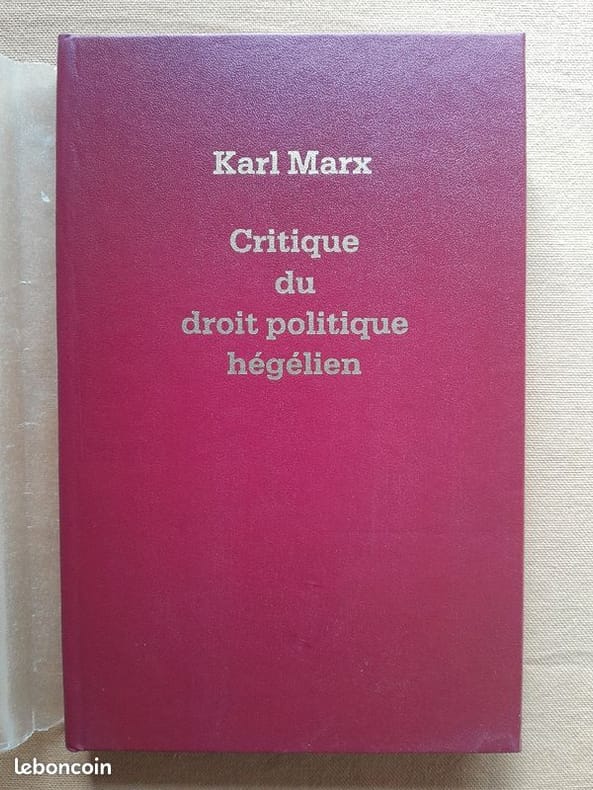 Karl Marx
Critique
du
droit politique
hégélien
leboncoin